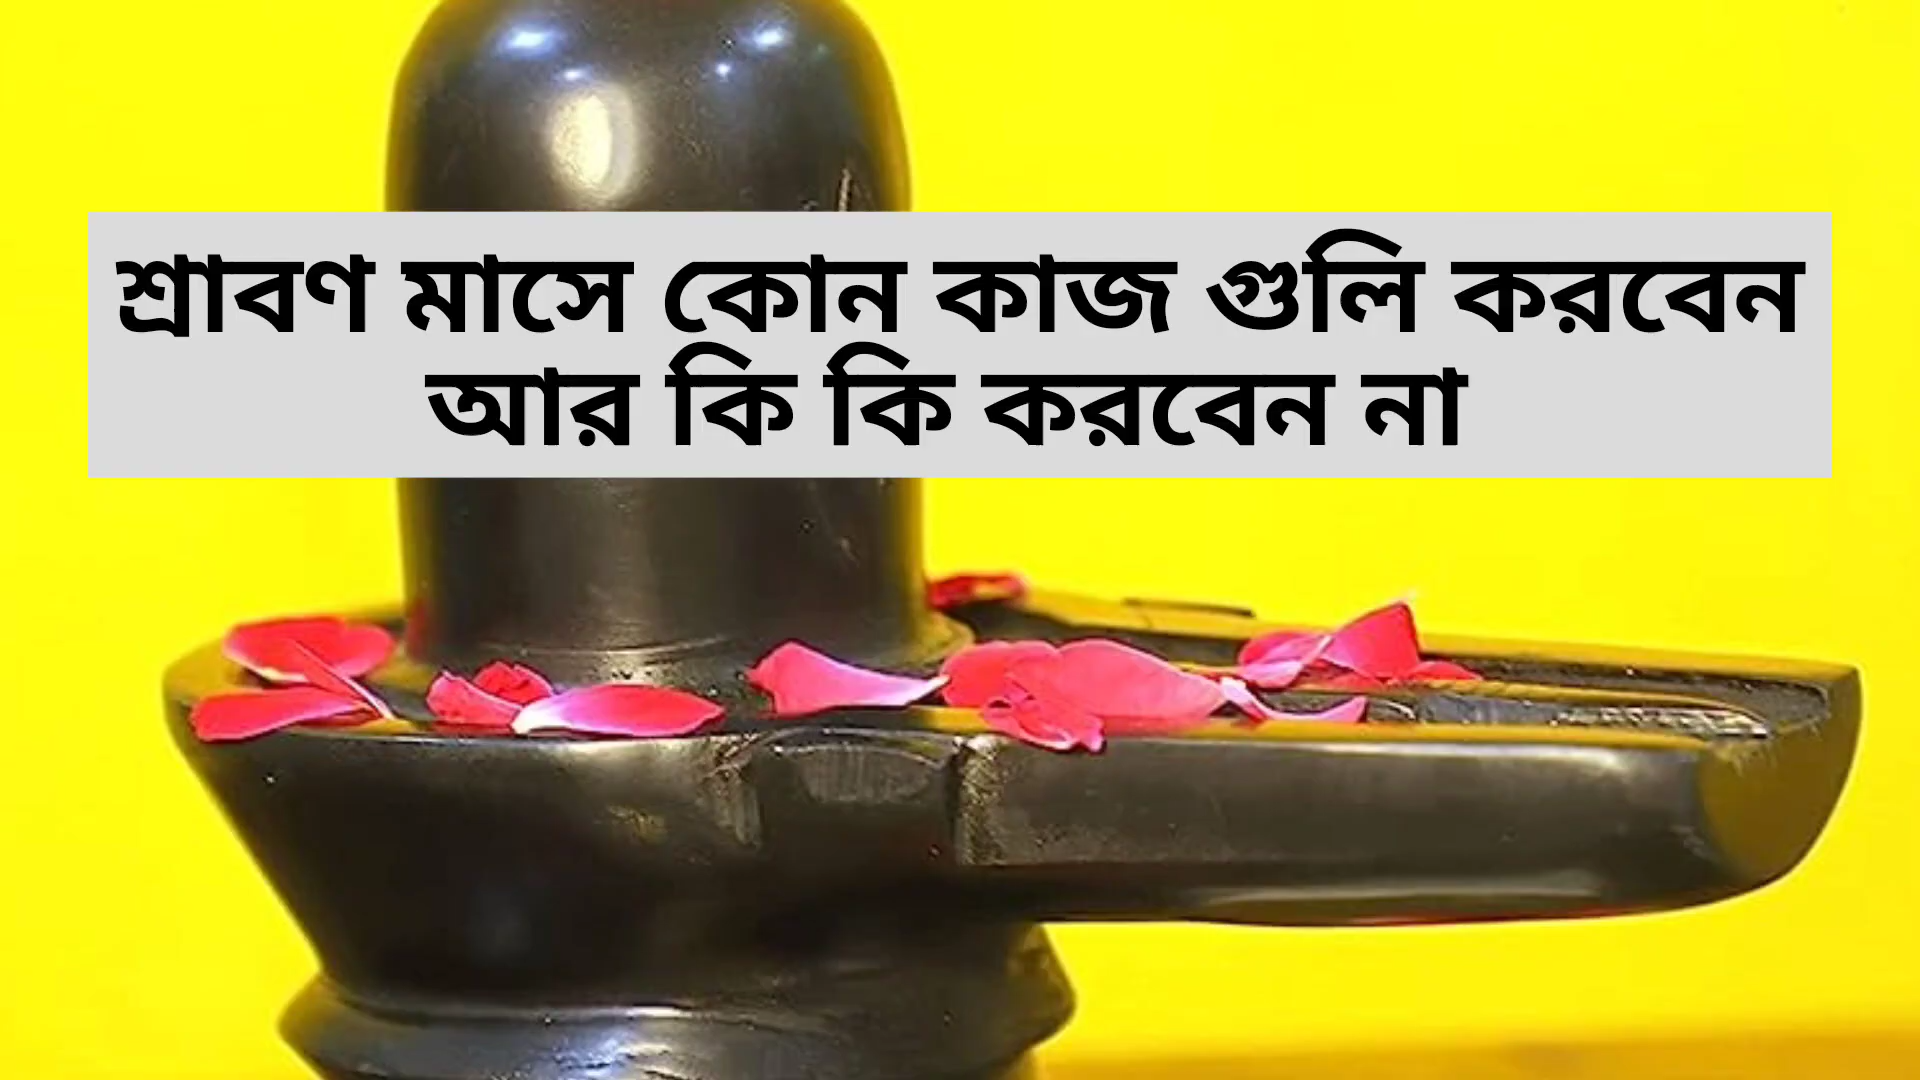 শ্রাবণ মাসে কোন কাজ গুলি করবেন
আর কি কি করবেন না